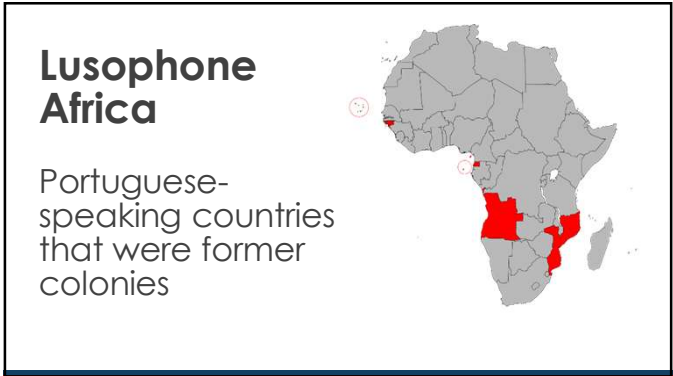 Lusophone
Africa
Portuguese-
speaking countries
that were former
colonies